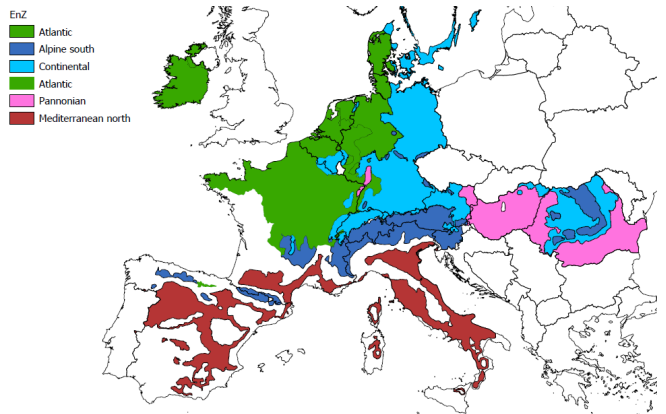 EnZ
Atlantic
Alpine south
Continental
Atlantic
Pannonian
Mediterranean north